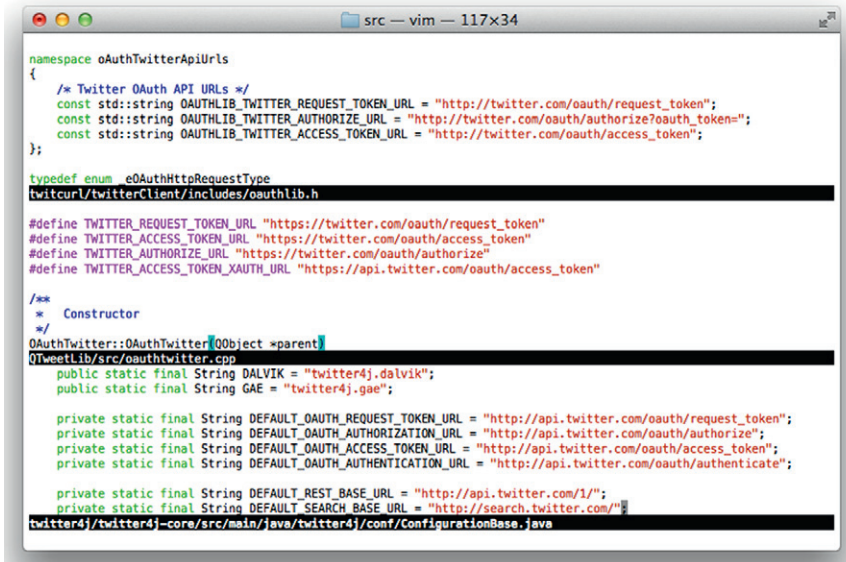 src — vim — 117×34
namespace oAuthTwitterApiUrls
{
/* Twitter OAuth API URLs */
const std::string OAUTHLIB_TWITTER_REQUEST_TOKEN_URL = "http://twitter.com/oauth/request_token";
const std::string OAUTHLIB_TWITTER_AUTHORIZE_URL = "http://twitter.com/oauth/authorize?oauth_token=";
const std::string OAUTHLIB_TWITTER_ACCESS_TOKEN_URL = "http://twitter.com/oauth/access_token";
};
typedef enum _eOAuthHttpRequestType
twitcurl/twitterClient/includes/oauthlib.h
#define TWITTER_REQUEST_TOKEN_URL "https://twitter.com/oauth/request_token"
#define TWITTER_ACCESS_TOKEN_URL "https://twitter.com/oauth/access_token"
#define TWITTER_AUTHORIZE_URL "https://twitter.com/oauth/authorize"
#define TWITTER_ACCESS_TOKEN_XAUTH_URL "https://api.twitter.com/oauth/access_token"
/**
* Constructor
*/
OAuthTwitter::OAuthTwitter(QObject *parent)
QTweetLib/src/oauthtwitter.cpp
public static final String DALVIK = "twitter4j.dalvik";
public static final String GAE = "twitter4j.gae";
private static final String DEFAULT_OAUTH_REQUEST_TOKEN_URL = "http://api.twitter.com/oauth/request_token";
private static final String DEFAULT_OAUTH_AUTHORIZATION_URL = "http://api.twitter.com/oauth/authorize";
private static final String DEFAULT_OAUTH_ACCESS_TOKEN_URL = "http://api.twitter.com/oauth/access_token";
private static final String DEFAULT_OAUTH_AUTHENTICATION_URL = "http://api.twitter.com/oauth/authenticate";
private static final String DEFAULT_REST_BASE_URL = "http://api.twitter.com/1/";
private static final String DEFAULT_SEARCH_BASE_URL = "http://search.twitter.com/";
twitter4j/twitter4j-core/src/main/java/twitter4j/conf/ConfigurationBase.java